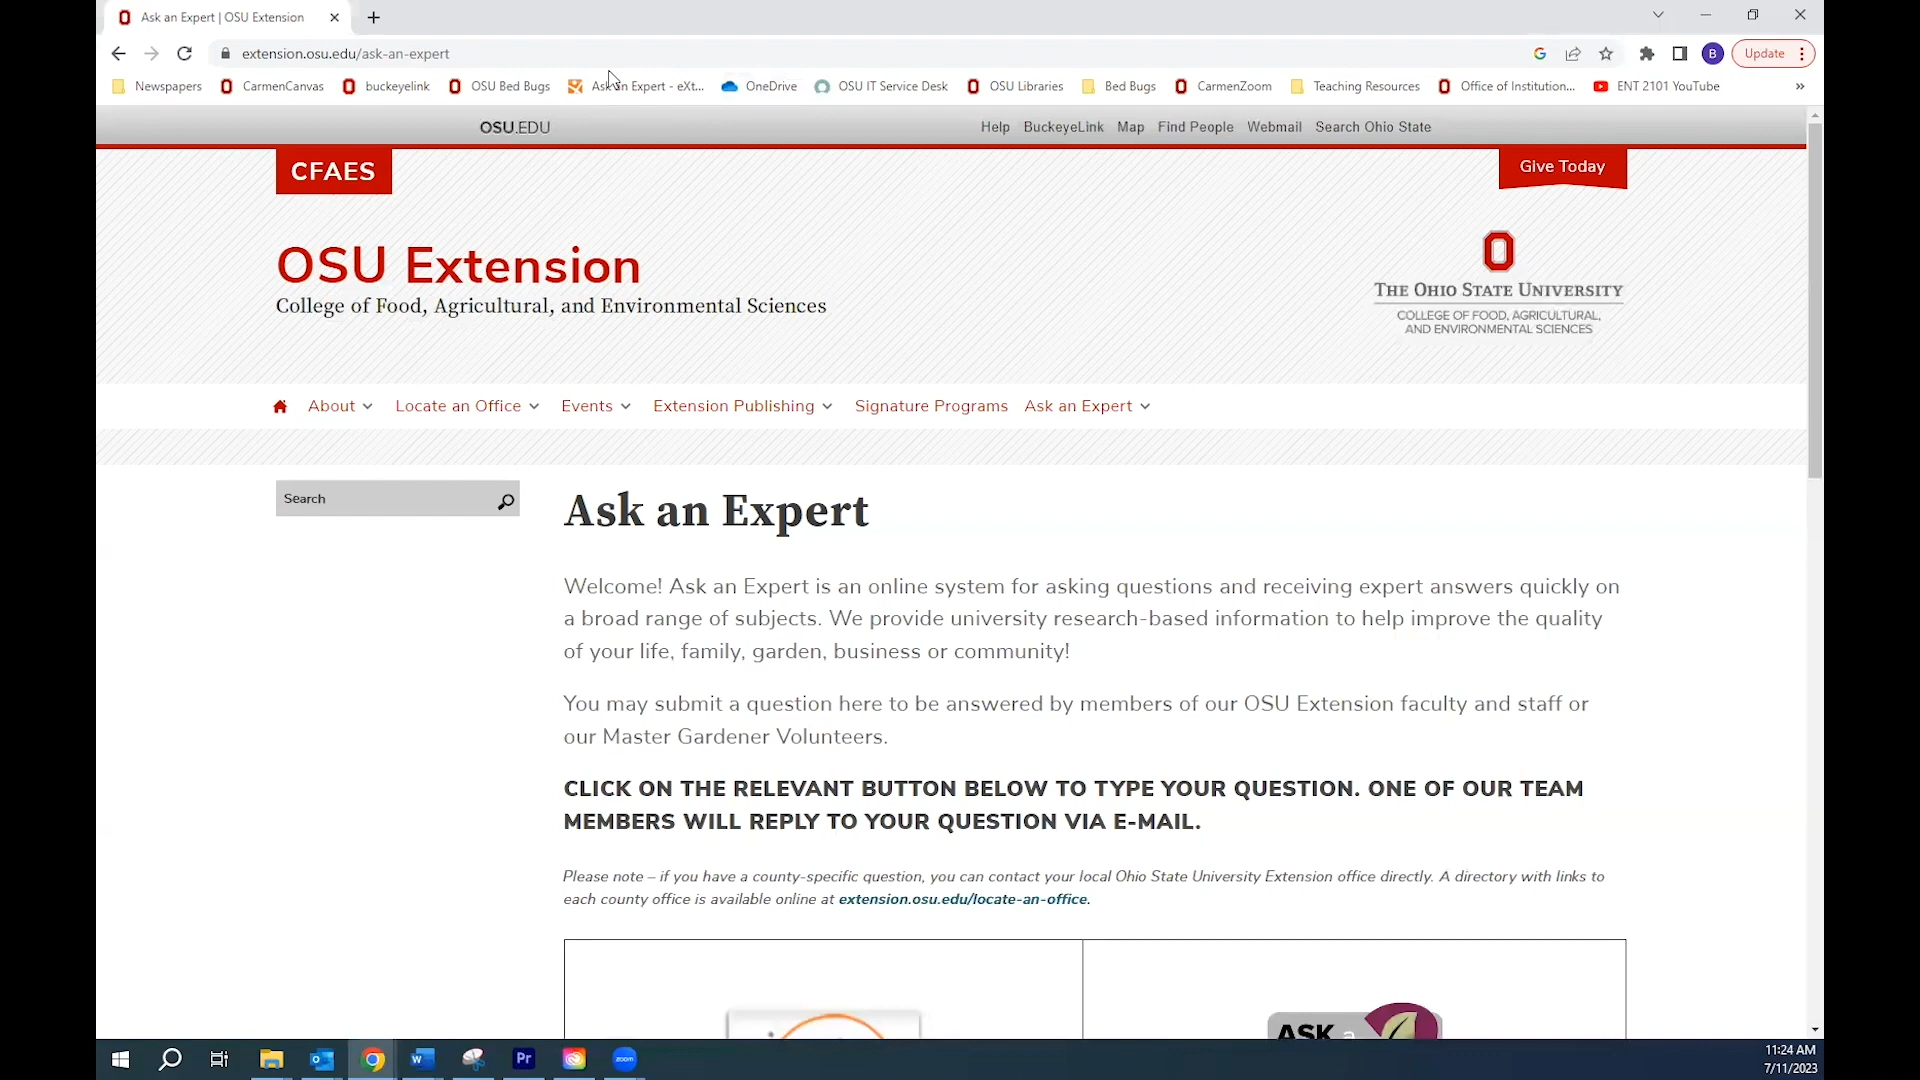 Ask an Expert | OSU Extension
extension.osu.edu/ask-an-expert
B
Update
Newspapers
CarmenCanvas
buckeyelink
OSU Bed Bugs
Expert - eXt...
OneDrive
OSU IT Service Desk
OSU Libraries
Bed Bugs
CarmenZoom
Teaching Resources
Office of Institution...
ENT 2101 YouTube
»
OSU.EDU
Help
BuckeyeLink
Map
Find People
Webmail
Search Ohio State
CFAES
Give Today
OSU Extension
College of Food, Agricultural, and Environmental Sciences
THE OHIO STATE UNIVERSITY
COLLEGE OF FOOD, AGRICULTURAL,
AND ENVIRONMENTAL SCIENCES
About
Locate an Office
Events
Extension Publishing
Signature Programs
Ask an Expert
Search
Ask an Expert
Welcome! Ask an Expert is an online system for asking questions and receiving expert answers quickly on
a broad range of subjects. We provide university research-based information to help improve the quality
of your life, family, garden, business or community!
You may submit a question here to be answered by members of our OSU Extension faculty and staff or
our Master Gardener Volunteers.
CLICK ON THE RELEVANT BUTTON BELOW TO TYPE YOUR QUESTION. ONE OF OUR TEAM
MEMBERS WILL REPLY TO YOUR QUESTION VIA E-MAIL.
Please note – if you have a county-specific question, you can contact your local Ohio State University Extension office directly. A directory with links to
each county office is available online at extension.osu.edu/locate-an-office.
ASK a
Pr
zoom
11:24 AM
7/11/2023